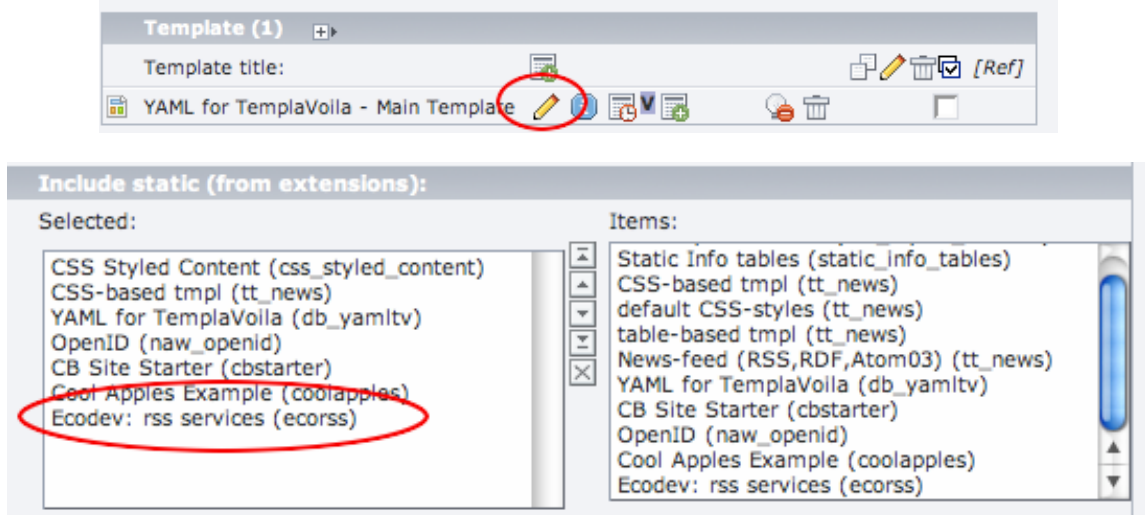 Template (1)
Template title: [Ref]
YAML for TemplaVoila - Main Template
Include static (from extensions):
Selected: Items:
CSS Styled Content (css_styled_content)
CSS-based tmpl (tt_news)
YAML for TemplaVoila (db_yamltv)
OpenID (naw_openid)
CB Site Starter (cbstarter)
Cool Apples Example (coolapples)
Ecodev: rss services (ecorss)
Static Info tables (static_info_tables)
CSS-based tmpl (tt_news)
default CSS-styles (tt_news)
table-based tmpl (tt_news)
News-feed (RSS,RDF,Atom03) (tt_news)
YAML for TemplaVoila (db_yamltv)
CB Site Starter (cbstarter)
OpenID (naw_openid)
Cool Apples Example (coolapples)
Ecodev: rss services (ecorss)